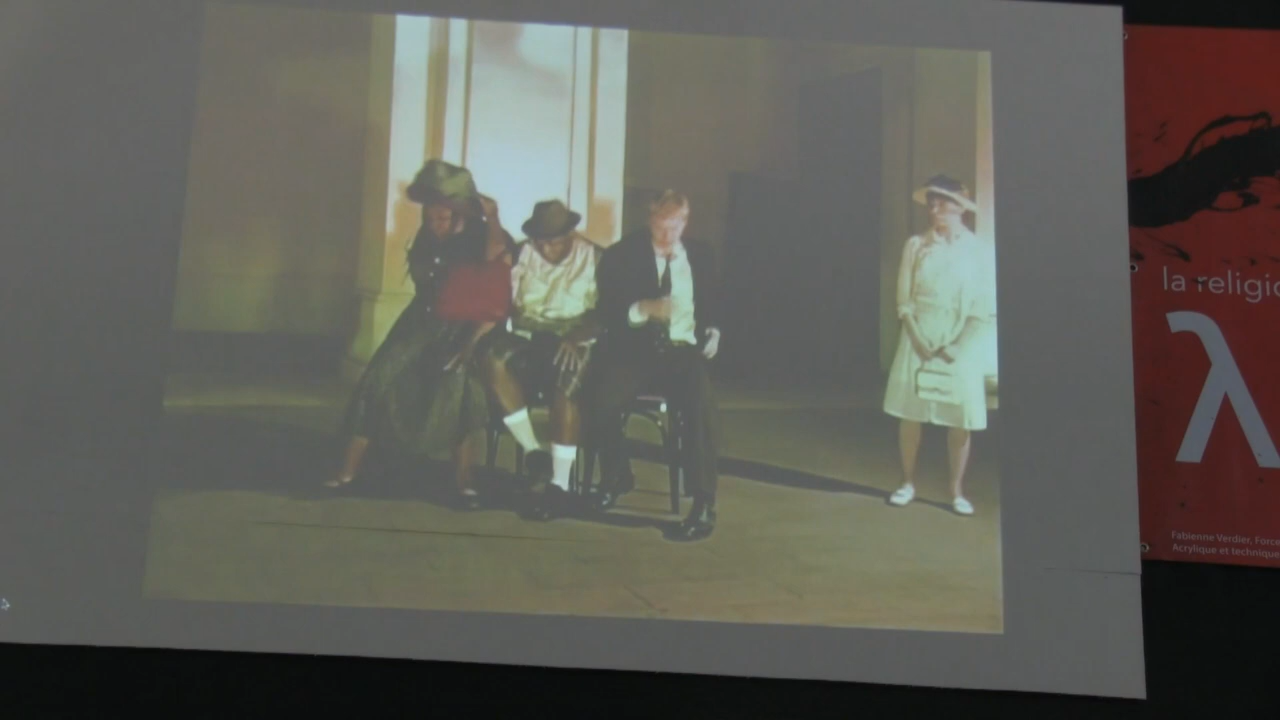 la religio
λ
Fabienne Verdier, Force
Acrylique et technique